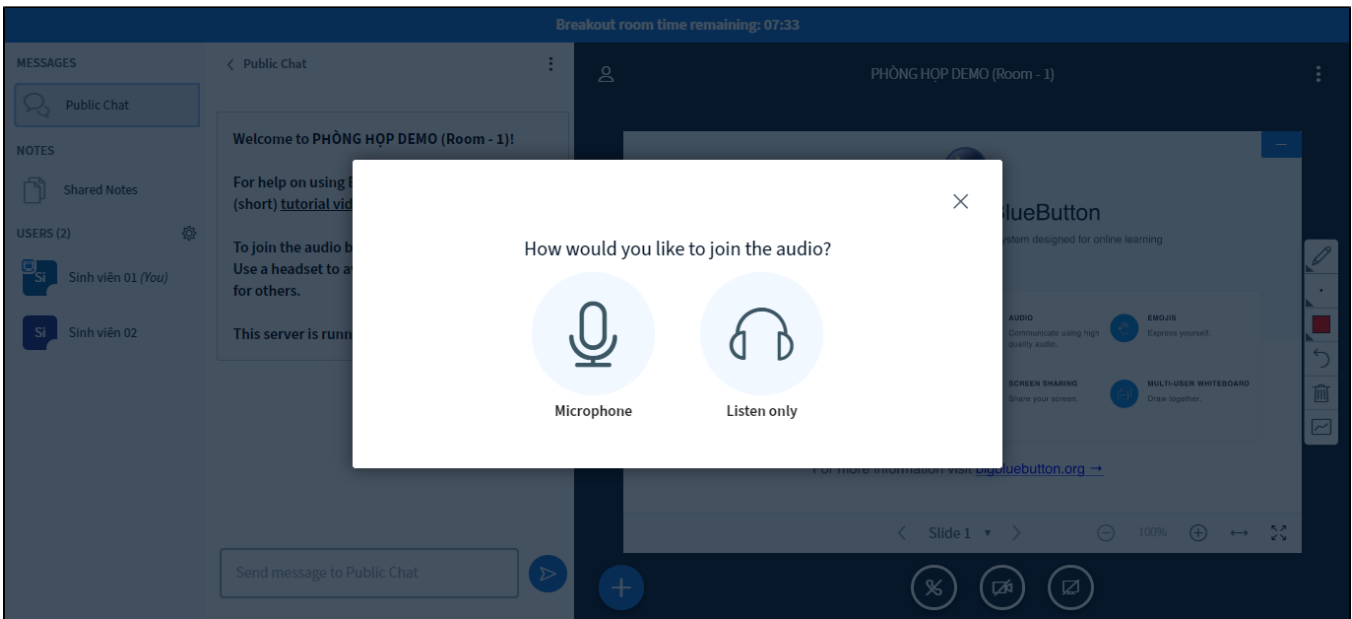 Breakout room time remaining: 07:33
MESSAGES
Public Chat
NOTES
Shared Notes
USERS (2)
Si
Sinh viên 01 (You)
Si
Sinh viên 02
Public Chat
Welcome to PHÒNG HỌP DEMO (Room - 1)!
For help on using
(short) tutorial vid
To join the audio b
Use a headset to a
for others.
This server is runn
Send message to Public Chat
PHÒNG HỌP DEMO (Room - 1)
How would you like to join the audio?
Microphone
Listen only
lueButton
ystem designed for online learning
AUDIO
Communicate using high
quality audio.
EMOJIS
Express yourself.
SCREEN SHARING
Share your screen.
MULTI-USER WHITEBOARD
Draw together.
For more information visit bigbluebutton.org →
Slide 1
100%